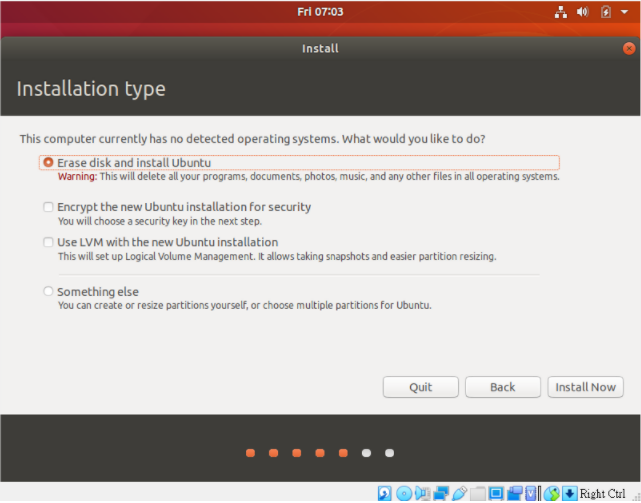 Fri 07:03
Install
Installation type
This computer currently has no detected operating systems. What would you like to do?
Erase disk and install Ubuntu
Warning: This will delete all your programs, documents, photos, music, and any other files in all operating systems.
Encrypt the new Ubuntu installation for security
You will choose a security key in the next step.
Use LVM with the new Ubuntu installation
This will set up Logical Volume Management. It allows taking snapshots and easier partition resizing.
Something else
You can create or resize partitions yourself, or choose multiple partitions for Ubuntu.
Quit Back Install Now
Right Ctrl